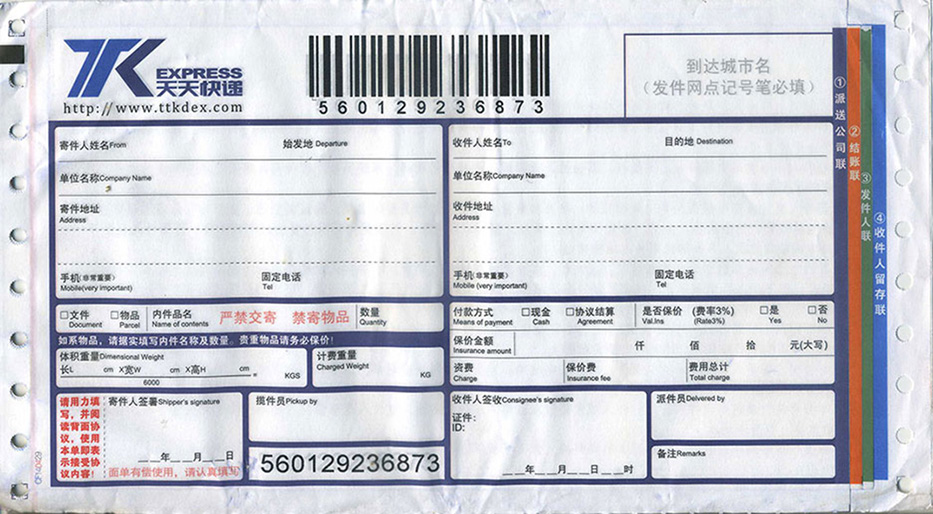 TTK EXPRESS
天天快递
http://www.ttkdex.com
560129236873
到达城市名
（发件网点记号笔必填）
寄件人姓名From 始发地 Departure
单位名称Company Name
寄件地址
Address
手机(非常重要) 固定电话
Mobile(very important) Tel
收件人姓名To 目的地 Destination
单位名称Company Name
收件地址
Address
手机(非常重要) 固定电话
Mobile (very important) Tel
□文件 □物品 内件品名 严禁交寄 禁寄物品 数量
Document Parcel Name of contents Quantity
如系物品，请据实填写内件名称及数量。贵重物品请务必保价！
付款方式 □现金 □协议结算 是否保价 (费率3%) □是 □否
Means of payment Cash Agreement Val.Ins (Rate3%) Yes No
保价金额 仟 佰 拾 元(大写)
Insurance amount
资费 保价费 费用总计
Charge Insurance fee Total charge
体积重量Dimensional Weight
长L cm X宽W cm X高H cm = KGS
6000
计费重量
Charged Weight KG
请用力填
写，并阅
读背面协
议，使用
本单即表
示接受协
议内容！
寄件人签署Shipper's signature
__年__月__日
面单有偿使用，请认真填写
揽件员Pickup by
560129236873
收件人签收Consignee's signature
证件：
ID:
__年__月__日__时
派件员Delivered by
备注Remarks
①派送公司联
②结账联
③发件人联
④收件人留存联
CF140429